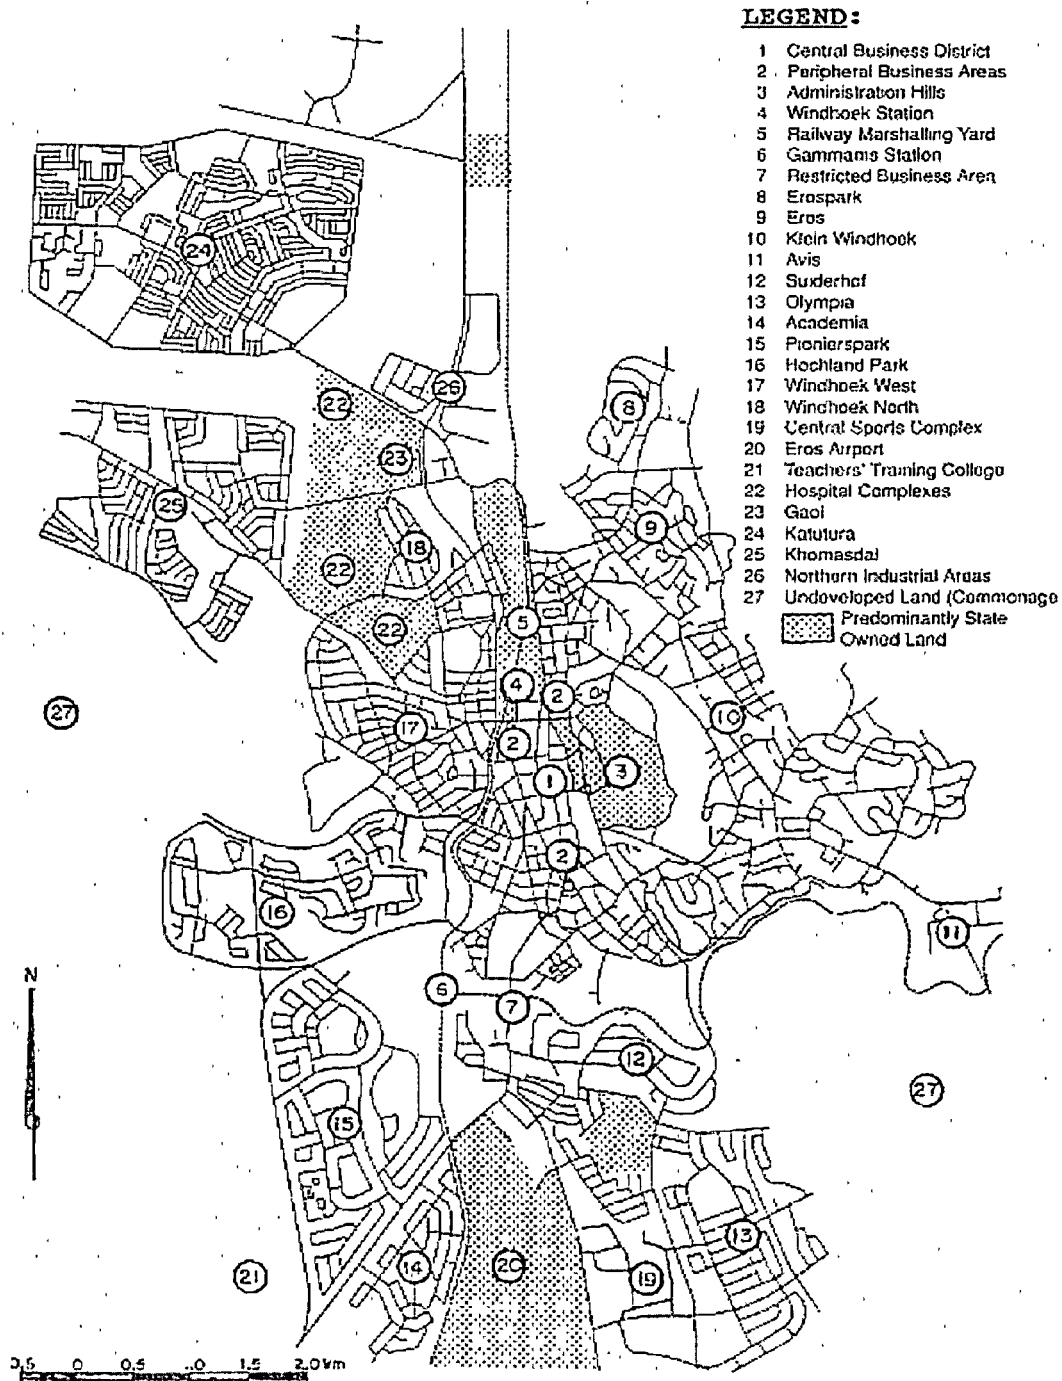 LEGEND:
1 Central Business District
2 Peripheral Business Areas
3 Administration Hills
4 Windhoek Station
5 Railway Marshalling Yard
6 Gammams Station
7 Restricted Business Area
8 Erospark
9 Eros
10 Klein Windhoek
11 Avis
12 Suiderhof
13 Olympia
14 Academia
15 Pionierspark
16 Hochland Park
17 Windhoek West
18 Windhoek North
19 Central Sports Complex
20 Eros Airport
21 Teachers' Training College
22 Hospital Complexes
23 Gaol
24 Katutura
25 Khomasdal
26 Northern Industrial Areas
27 Undeveloped Land (Commonage
Predominantly State
Owned Land
24
26
22
8
23
25
9
18
22
22
5
4
2
27
10
17
2
3
1
2
16
11
N
6
7
12
27
15
13
14
20
21
19
0,5 0 0,5 1.0 1.5 2.0 km